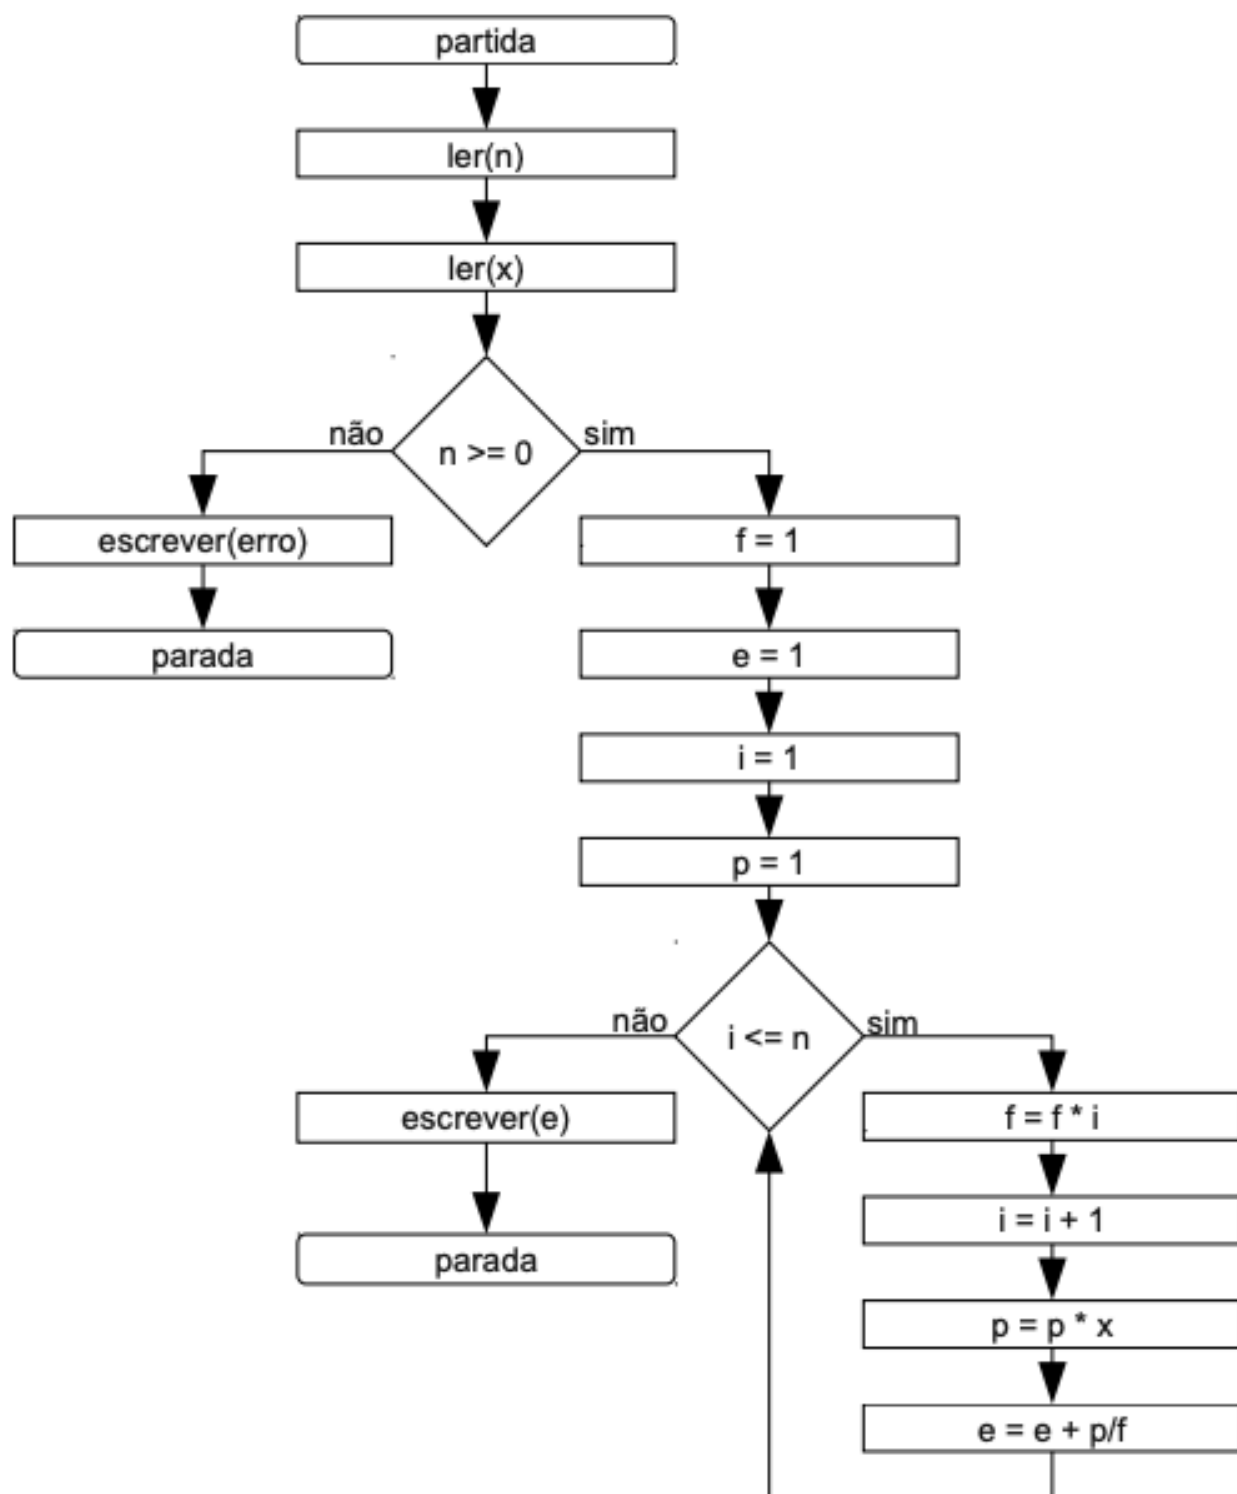 partida
ler(n)
ler(x)
n >= 0
não
sim
escrever(erro)
parada
f = 1
e = 1
i = 1
p = 1
i <= n
não
sim
escrever(e)
parada
f = f * i
i = i + 1
p = p * x
e = e + p/f